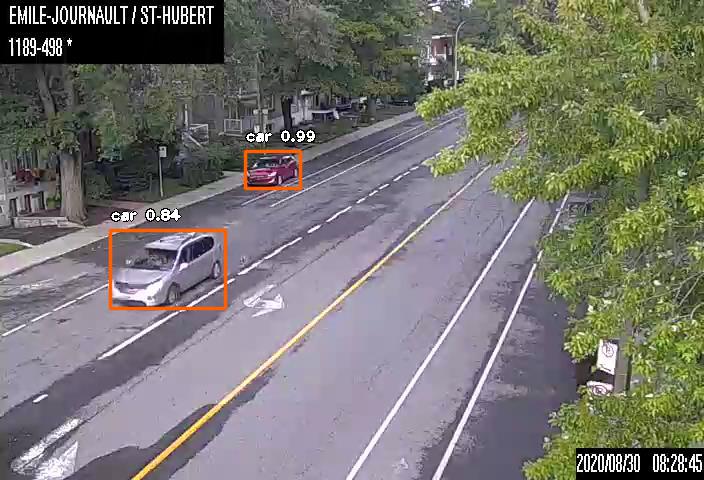 EMILE-JOURNAULT / ST-HUBERT
1189-498 *
car 0.99
car 0.84
2020/08/30 08:28:45